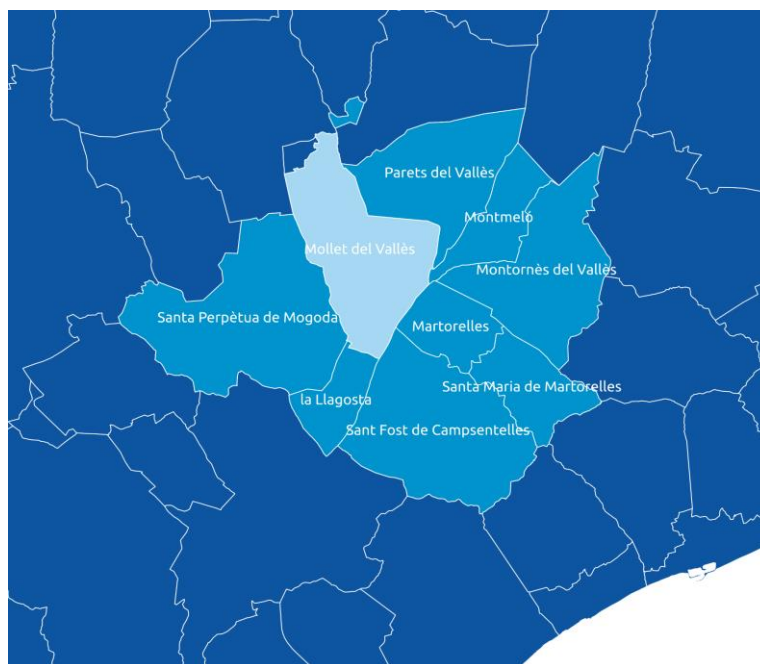 Parets del Vallès
Montmeló
Mollet del Vallès
Montornès del Vallès
Santa Perpètua de Mogoda
Martorelles
Santa Maria de Martorelles
la Llagosta
Sant Fost de Campsentelles